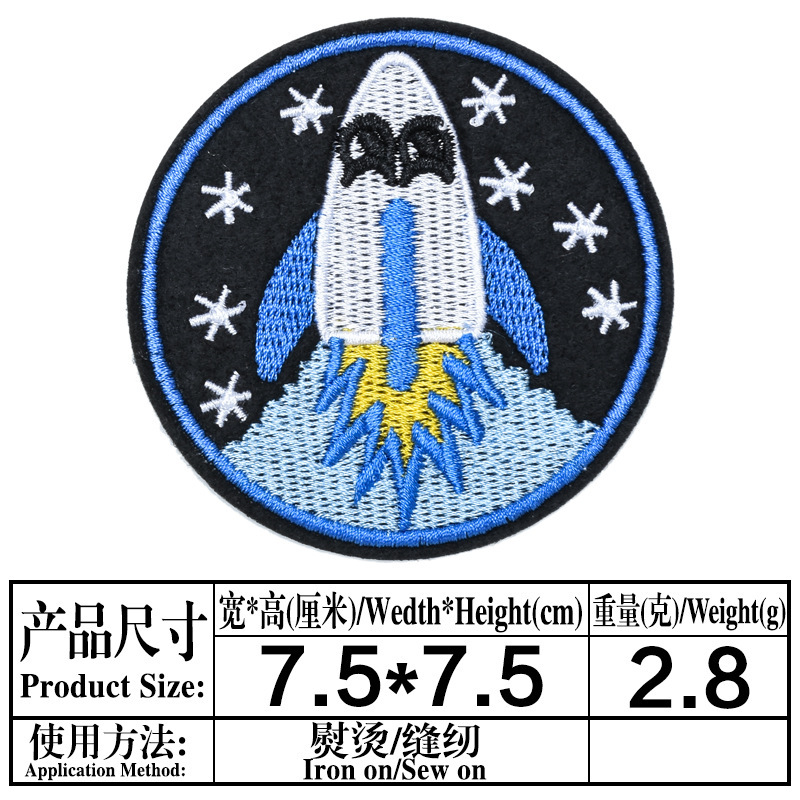 产品尺寸
Product Size:
宽*高(厘米)/Wedth*Height(cm)
重量(克)/Weight(g)
7.5*7.5
2.8
使用方法:
Application Method:
熨烫/缝纫
Iron on/Sew on